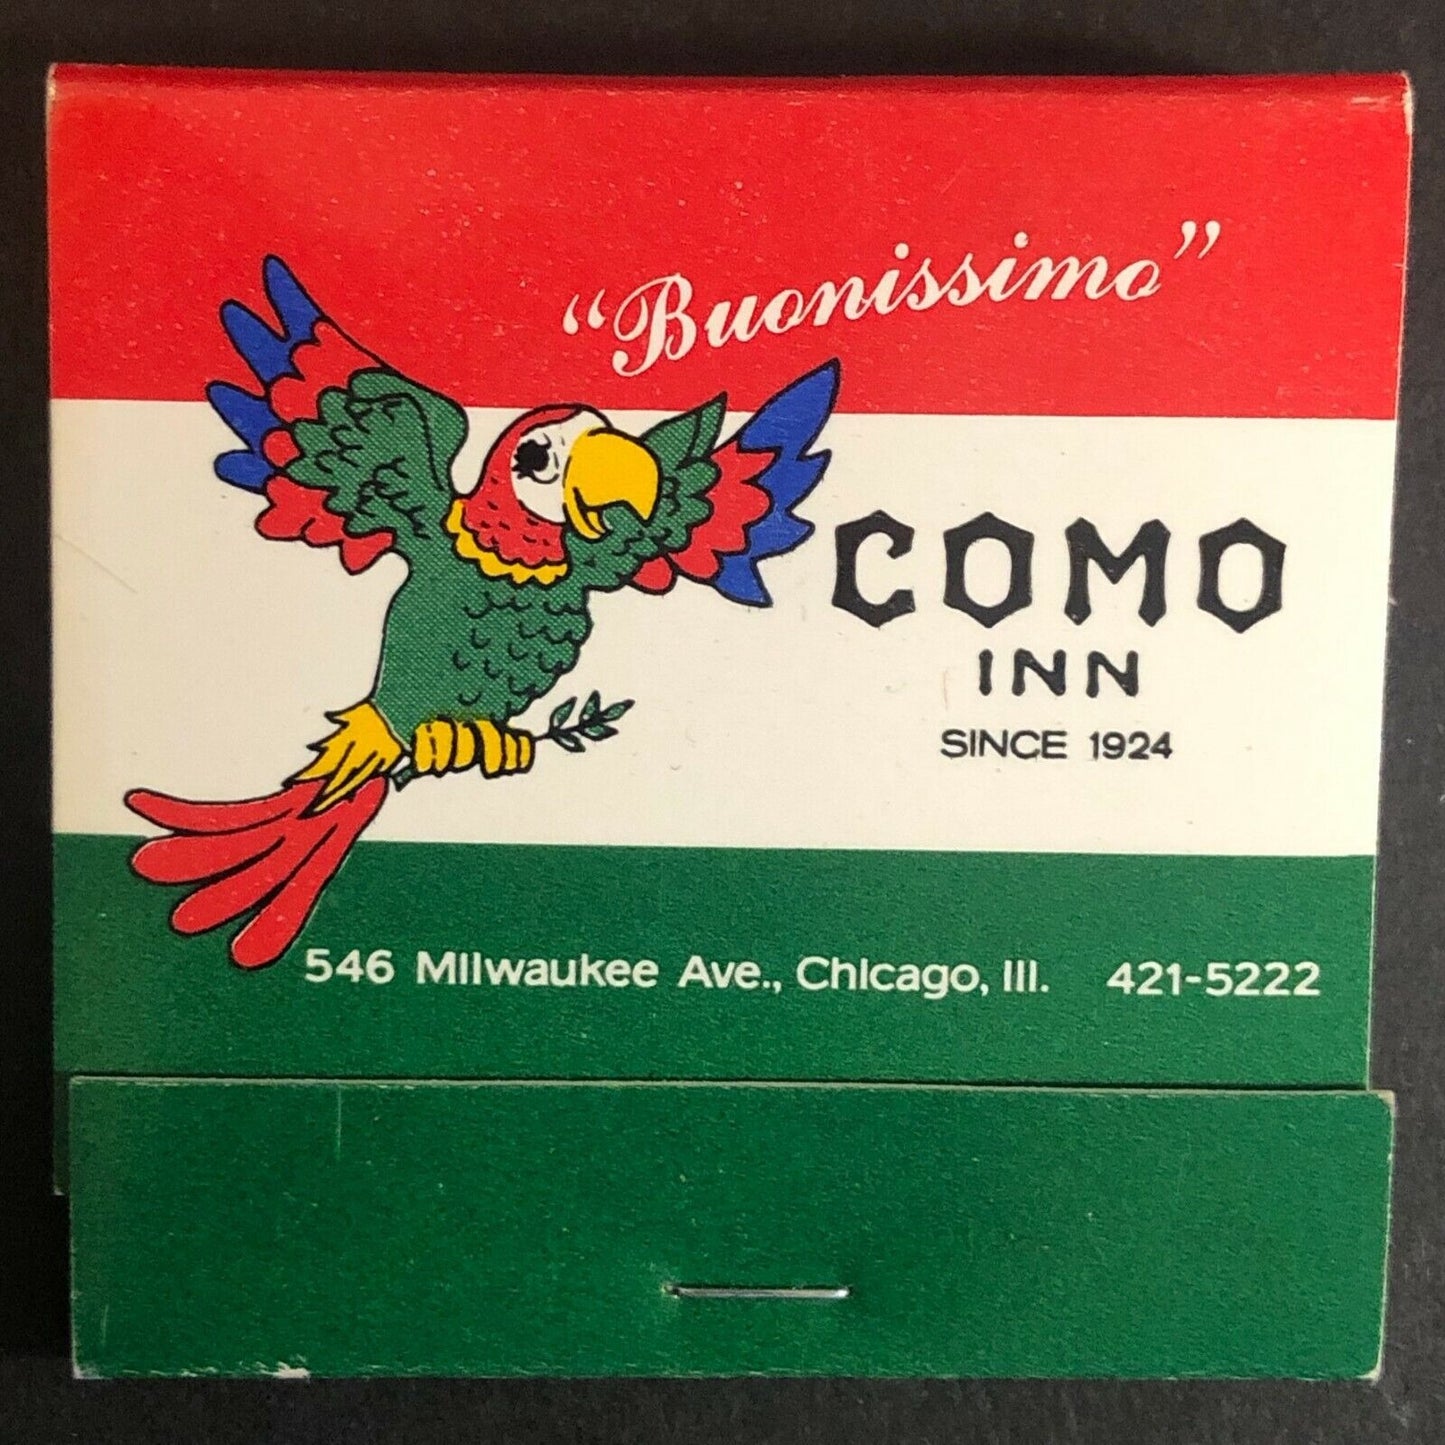 “Buonissimo”
COMO
INN
SINCE 1924
546 Milwaukee Ave., Chicago, Ill. 421-5222